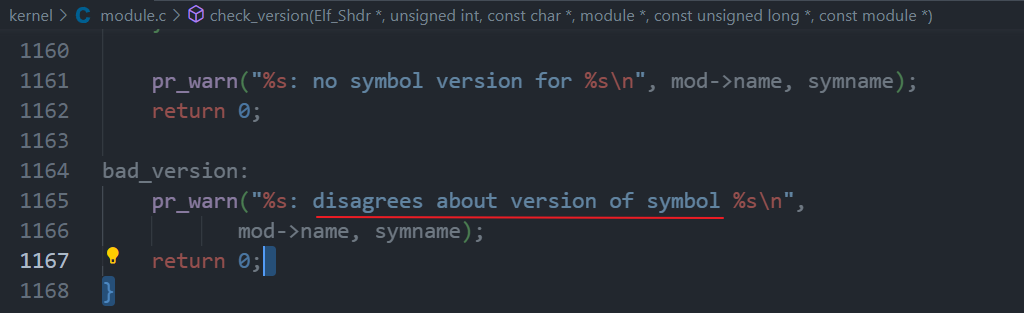 kernel > C module.c > check_version(Elf_Shdr *, unsigned int, const char *, module *, const unsigned long *, const module *)
1160
1161 pr_warn("%s: no symbol version for %s\n", mod->name, symname);
1162 return 0;
1163
1164 bad_version:
1165 pr_warn("%s: disagrees about version of symbol %s\n",
1166 mod->name, symname);
1167 return 0;
1168 }